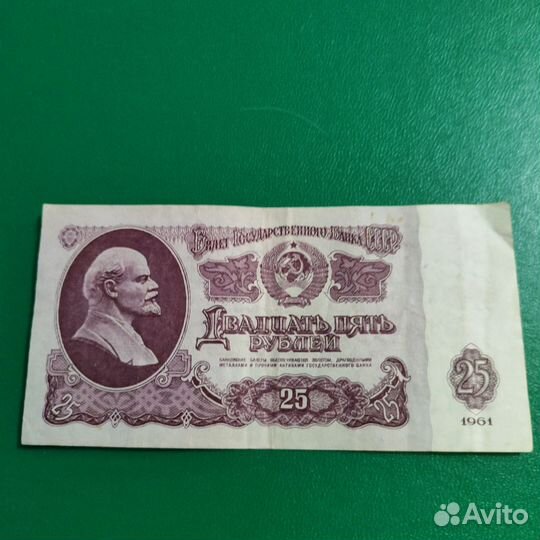 Билет Государственного Банка СССР
Двадцать пять
рублей
Банковские билеты обеспечиваются золотом, драгоценными
металлами и прочими активами Государственного банка
25
25
1961
Avito